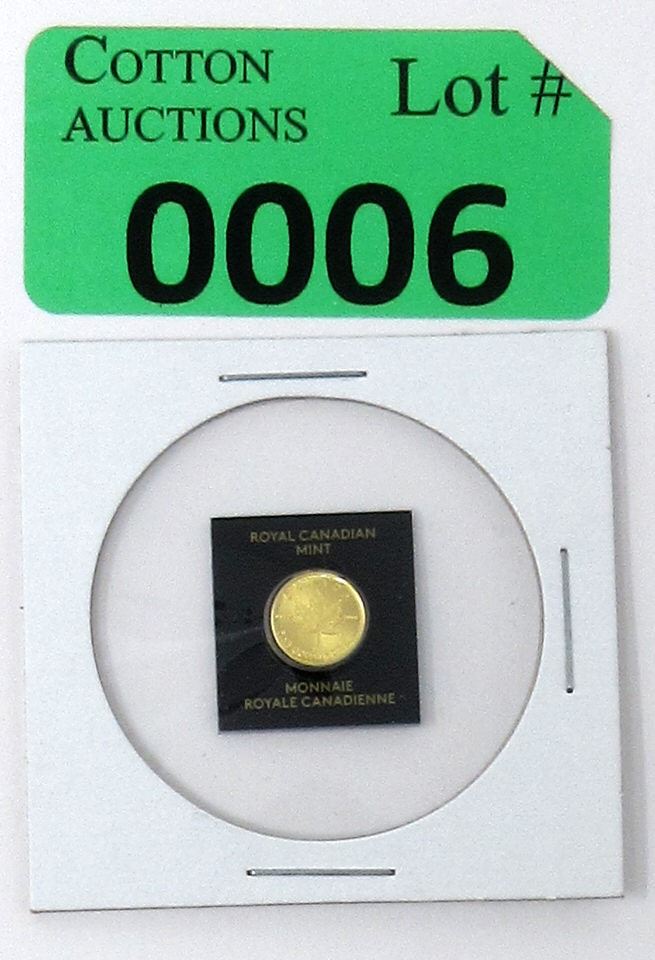 COTTON
AUCTIONS
Lot #
0006
ROYAL CANADIAN
MINT
MONNAIE
ROYALE CANADIENNE